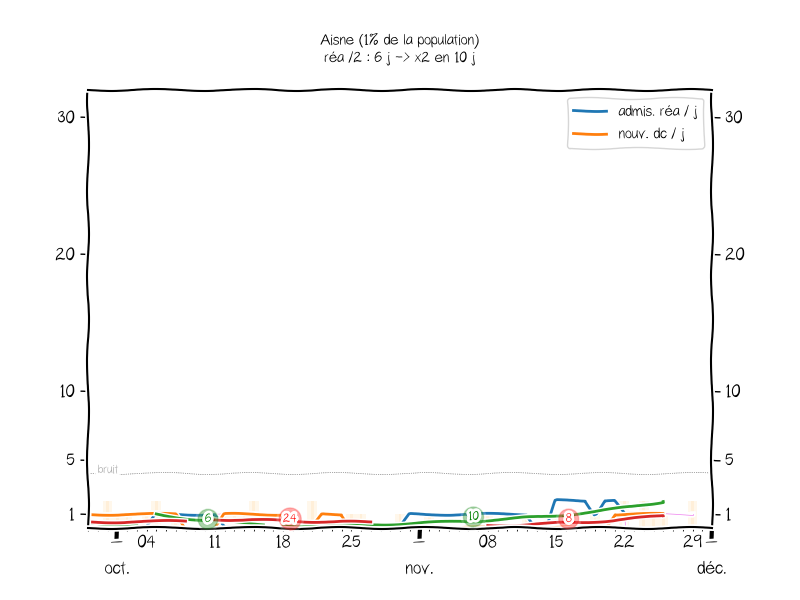 Aisne (1% de la population)
réa /2 : 6 j -> x2 en 10 j
admis. réa / j
nouv. dc / j
30
30
20
20
10
10
5
5
bruit
1
1
6
24
10
8
04
11
18
25
08
15
22
29
oct.
nov.
déc.